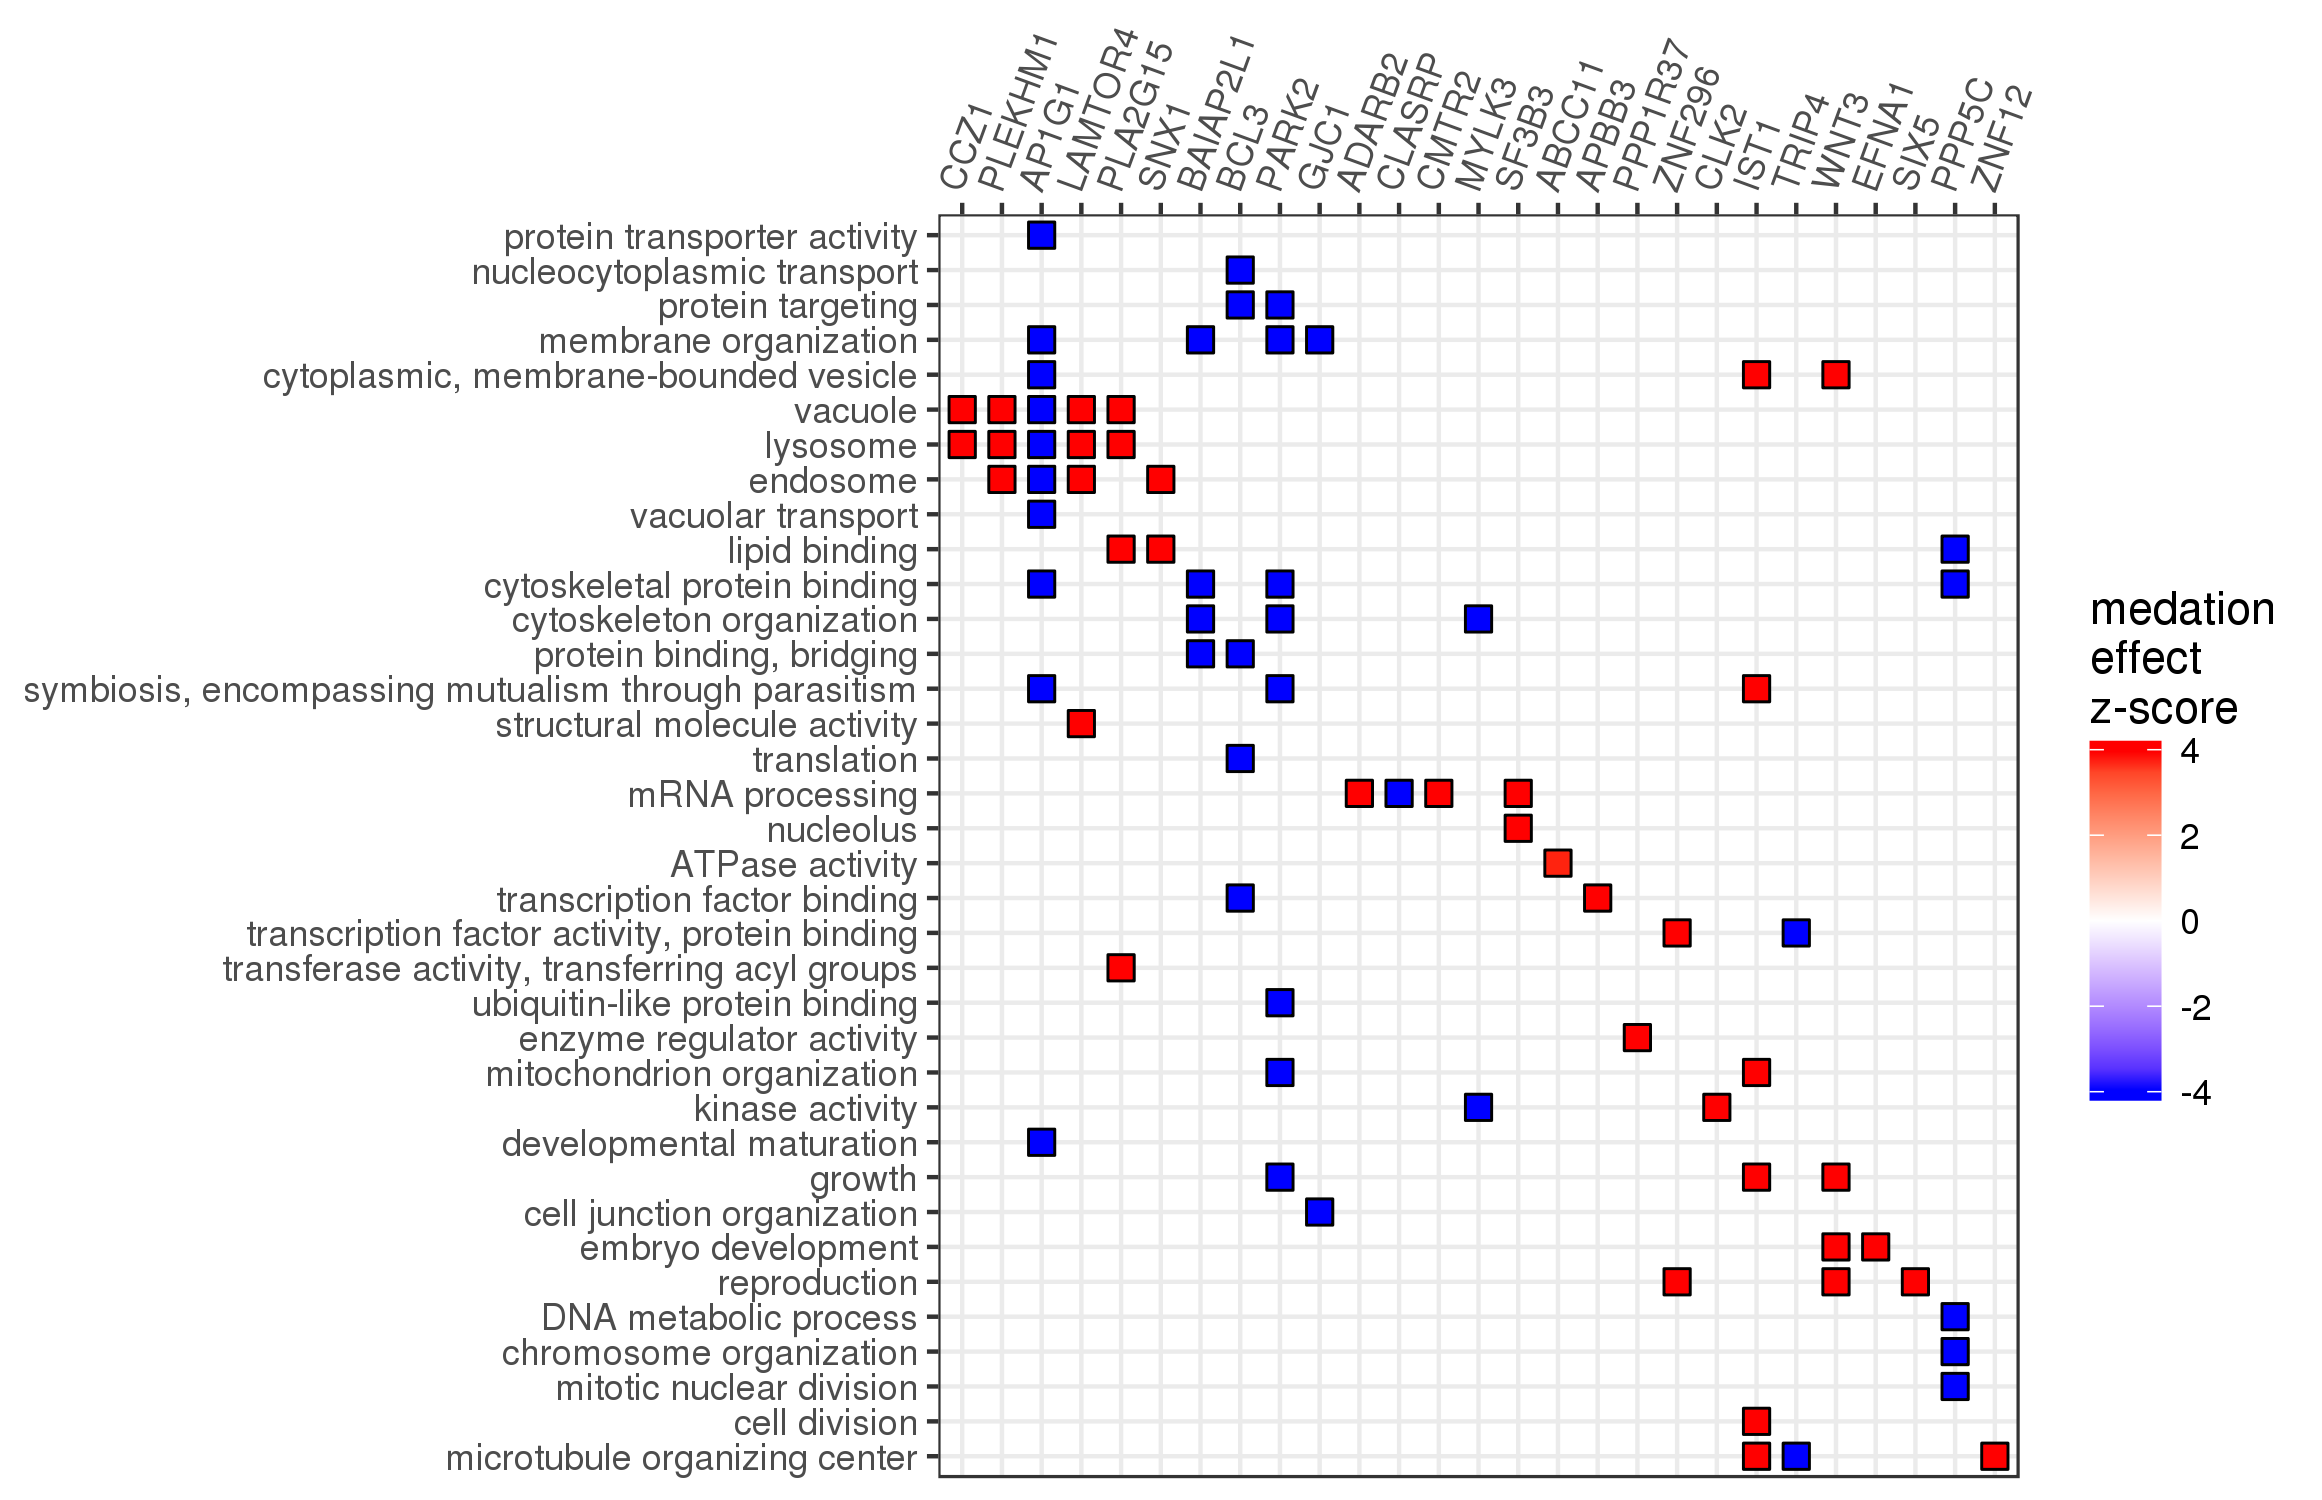 CCZ1
PLEKHM1
AP1G1
LAMTOR4
PLA2G15
SNX1
BAIAP2L1
BCL3
PARK2
GJC1
ADARB2
CLASRP
CMTR2
MYLK3
SF3B3
ABCC11
APBB3
PPP1R37
ZNF296
CLK2
IST1
TRIP4
WNT3
EFNA1
SIX5
PPP5C
ZNF12
protein transporter activity
nucleocytoplasmic transport
protein targeting
membrane organization
cytoplasmic, membrane-bounded vesicle
vacuole
lysosome
endosome
vacuolar transport
lipid binding
cytoskeletal protein binding
cytoskeleton organization
protein binding, bridging
symbiosis, encompassing mutualism through parasitism
structural molecule activity
translation
mRNA processing
nucleolus
ATPase activity
transcription factor binding
transcription factor activity, protein binding
transferase activity, transferring acyl groups
ubiquitin-like protein binding
enzyme regulator activity
mitochondrion organization
kinase activity
developmental maturation
growth
cell junction organization
embryo development
reproduction
DNA metabolic process
chromosome organization
mitotic nuclear division
cell division
microtubule organizing center
medation
effect
z-score
4
2
0
-2
-4